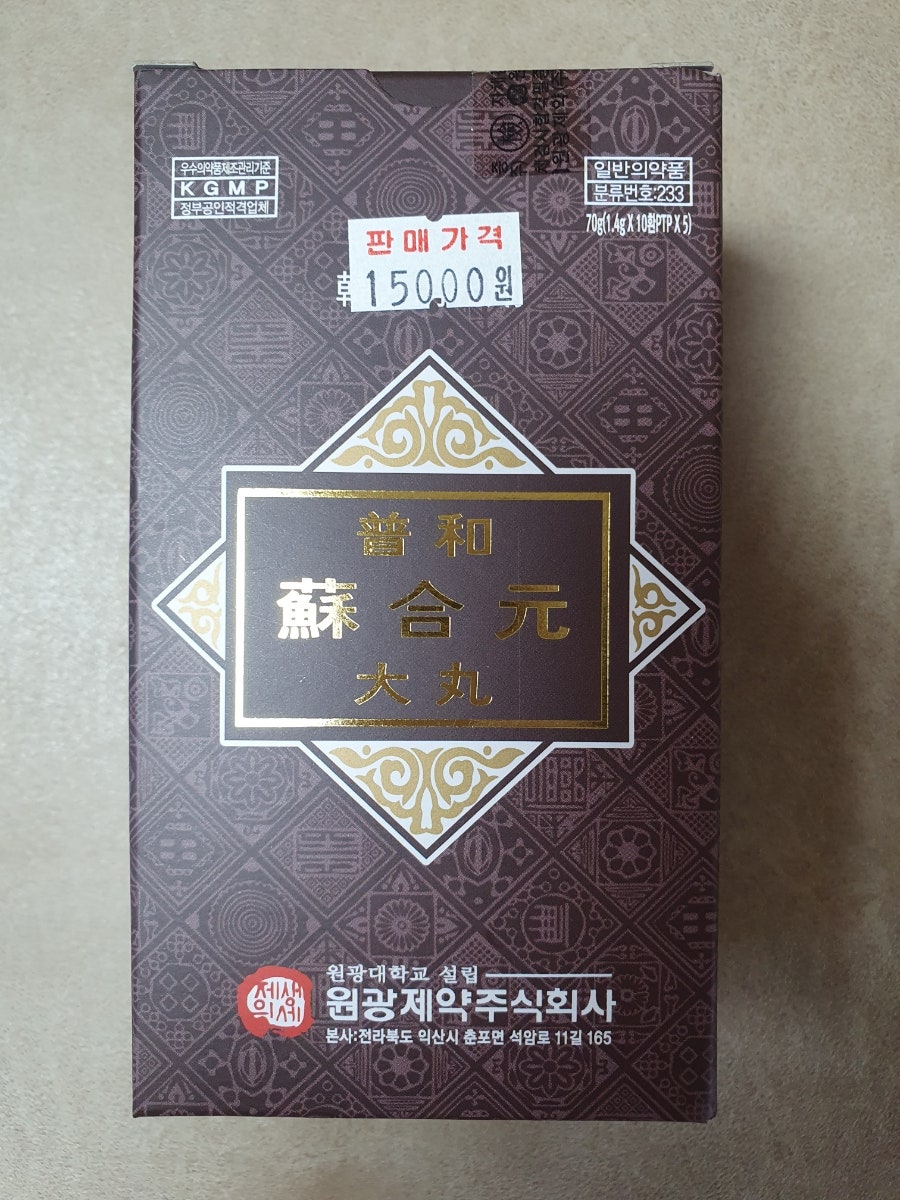 우수의약품제조관리기준
KGMP
정부공인적격업체
일반의약품
분류번호:233
70g(1.4g X 10환PTP X 5)
판매가격
15000원
普和
蘇合元
大丸
원광대학교 설립
제생의세
원광제약주식회사
본사:전라북도 익산시 춘포면 석암로 11길 165